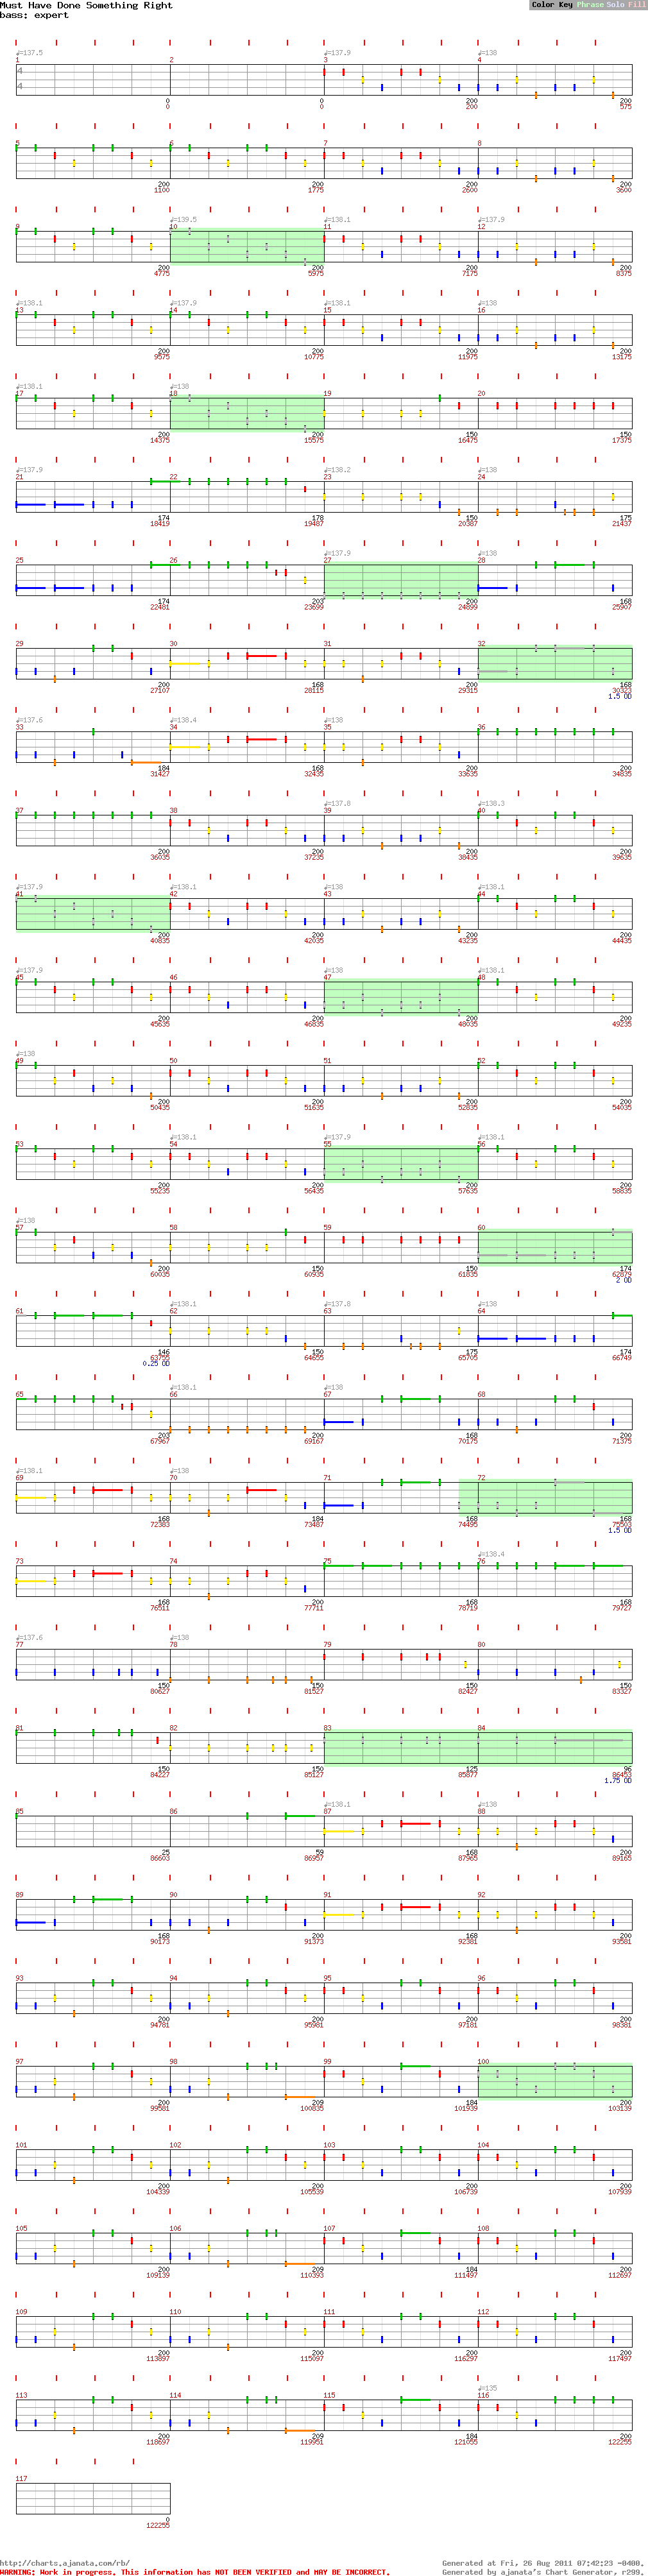 Must Have Done Something Right
bass: expert
Color Key Phrase Solo Fill
♩=137.5 ♩=137.9 ♩=138
1 2 3 4
4
4
0 0 200 200
0 0 200 575
5 6 7 8
200 200 200 200
1100 1775 2600 3600
♩=139.5 ♩=138.1 ♩=137.9
9 10 11 12
200 200 200 200
4775 5975 7175 8375
♩=138.1 ♩=137.9 ♩=138.1 ♩=138
13 14 15 16
200 200 200 200
9575 10775 11975 13175
♩=138.1 ♩=138
17 18 19 20
200 200 150 150
14375 15575 16475 17375
♩=137.9 ♩=138.2 ♩=138
21 22 23 24
174 178 150 175
18419 19487 20387 21437
♩=137.9 ♩=138
25 26 27 28
174 203 200 168
22481 23699 24899 25907
29 30 31 32
200 168 200 168
27107 28115 29315 30323
1.5 OD
♩=137.6 ♩=138.4 ♩=138
33 34 35 36
184 168 200 200
31427 32435 33635 34835
♩=137.8 ♩=138.3
37 38 39 40
200 200 200 200
36035 37235 38435 39635
♩=137.9 ♩=138.1 ♩=138 ♩=138.1
41 42 43 44
200 200 200 200
40835 42035 43235 44435
♩=137.9 ♩=138 ♩=138.1
45 46 47 48
200 200 200 200
45635 46835 48035 49235
♩=138
49 50 51 52
200 200 200 200
50435 51635 52835 54035
♩=138.1 ♩=137.9 ♩=138.1
53 54 55 56
200 200 200 200
55235 56435 57635 58835
♩=138
57 58 59 60
200 150 150 174
60035 60935 61835 62879
2 OD
♩=138.1 ♩=137.8 ♩=138
61 62 63 64
146 150 175 174
63755 64655 65705 66749
0.25 OD
♩=138.1 ♩=138
65 66 67 68
203 200 168 200
67967 69167 70175 71375
♩=138.1 ♩=138
69 70 71 72
168 184 168 168
72383 73487 74495 75503
1.5 OD
♩=138.4
73 74 75 76
168 200 168 168
76511 77711 78719 79727
♩=137.6 ♩=138
77 78 79 80
150 150 150 150
80627 81527 82427 83327
81 82 83 84
150 150 125 96
84227 85127 85877 86453
1.75 OD
♩=138.1 ♩=138
85 86 87 88
25 59 168 200
86603 86957 87965 89165
89 90 91 92
168 200 168 200
90173 91373 92381 93581
93 94 95 96
200 200 200 200
94781 95981 97181 98381
97 98 99 100
200 209 184 200
99581 100835 101939 103139
101 102 103 104
200 200 200 200
104339 105539 106739 107939
105 106 107 108
200 209 184 200
109139 110393 111497 112697
109 110 111 112
200 200 200 200
113897 115097 116297 117497
♩=135
113 114 115 116
200 209 184 200
118697 119951 121055 122255
117
0
122255
http://charts.ajanata.com/rb/
Generated at Fri, 26 Aug 2011 07:42:23 -0400.
WARNING: Work in progress. This information has NOT BEEN VERIFIED and MAY BE INCORRECT.
Generated by ajanata's Chart Generator, r299.